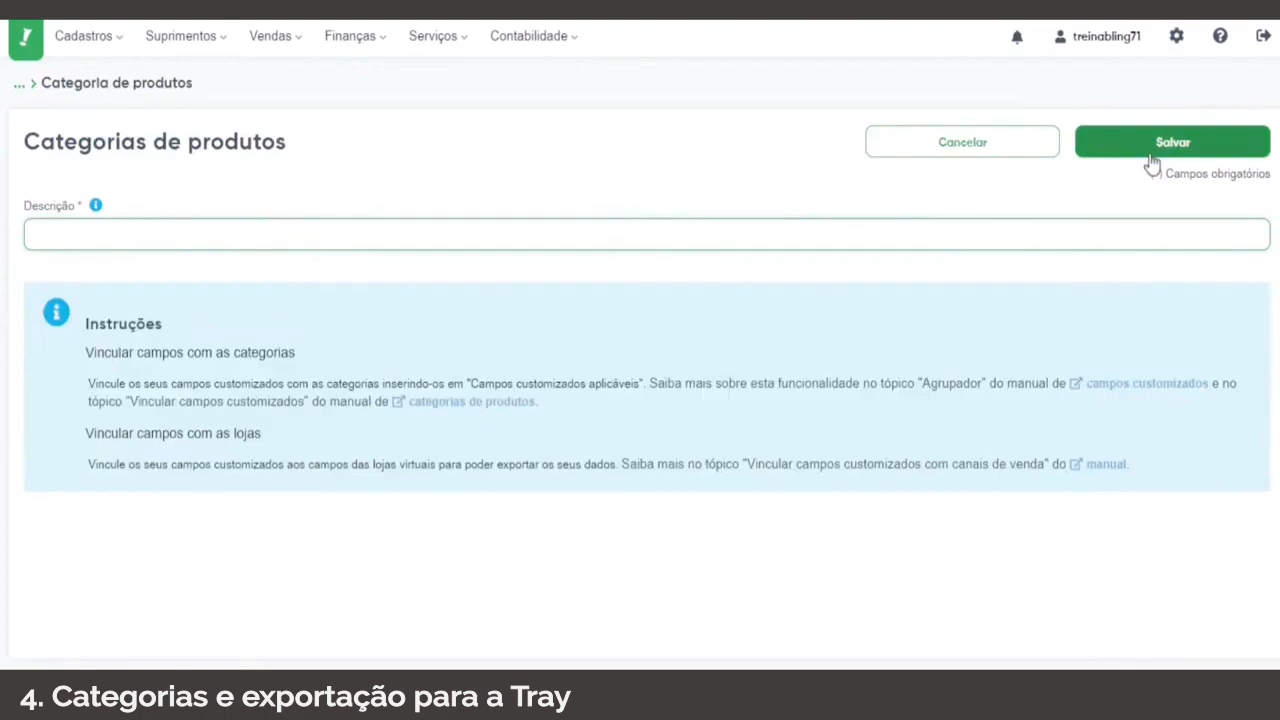 Cadastros Suprimentos Vendas Finanças Serviços Contabilidade treinabling71
... > Categoria de produtos
Categorias de produtos
Cancelar
Salvar
) Campos obrigatórios
Descrição *
Instruções
Vincular campos com as categorias
Vincule os seus campos customizados com as categorias inserindo-os em "Campos customizados aplicáveis". Saiba mais sobre esta funcionalidade no tópico "Agrupador" do manual de campos customizados e no
tópico "Vincular campos customizados" do manual de categorias de produtos.
Vincular campos com as lojas
Vincule os seus campos customizados aos campos das lojas virtuais para poder exportar os seus dados. Saiba mais no tópico "Vincular campos customizados com canais de venda" do manual.
4. Categorias e exportação para a Tray